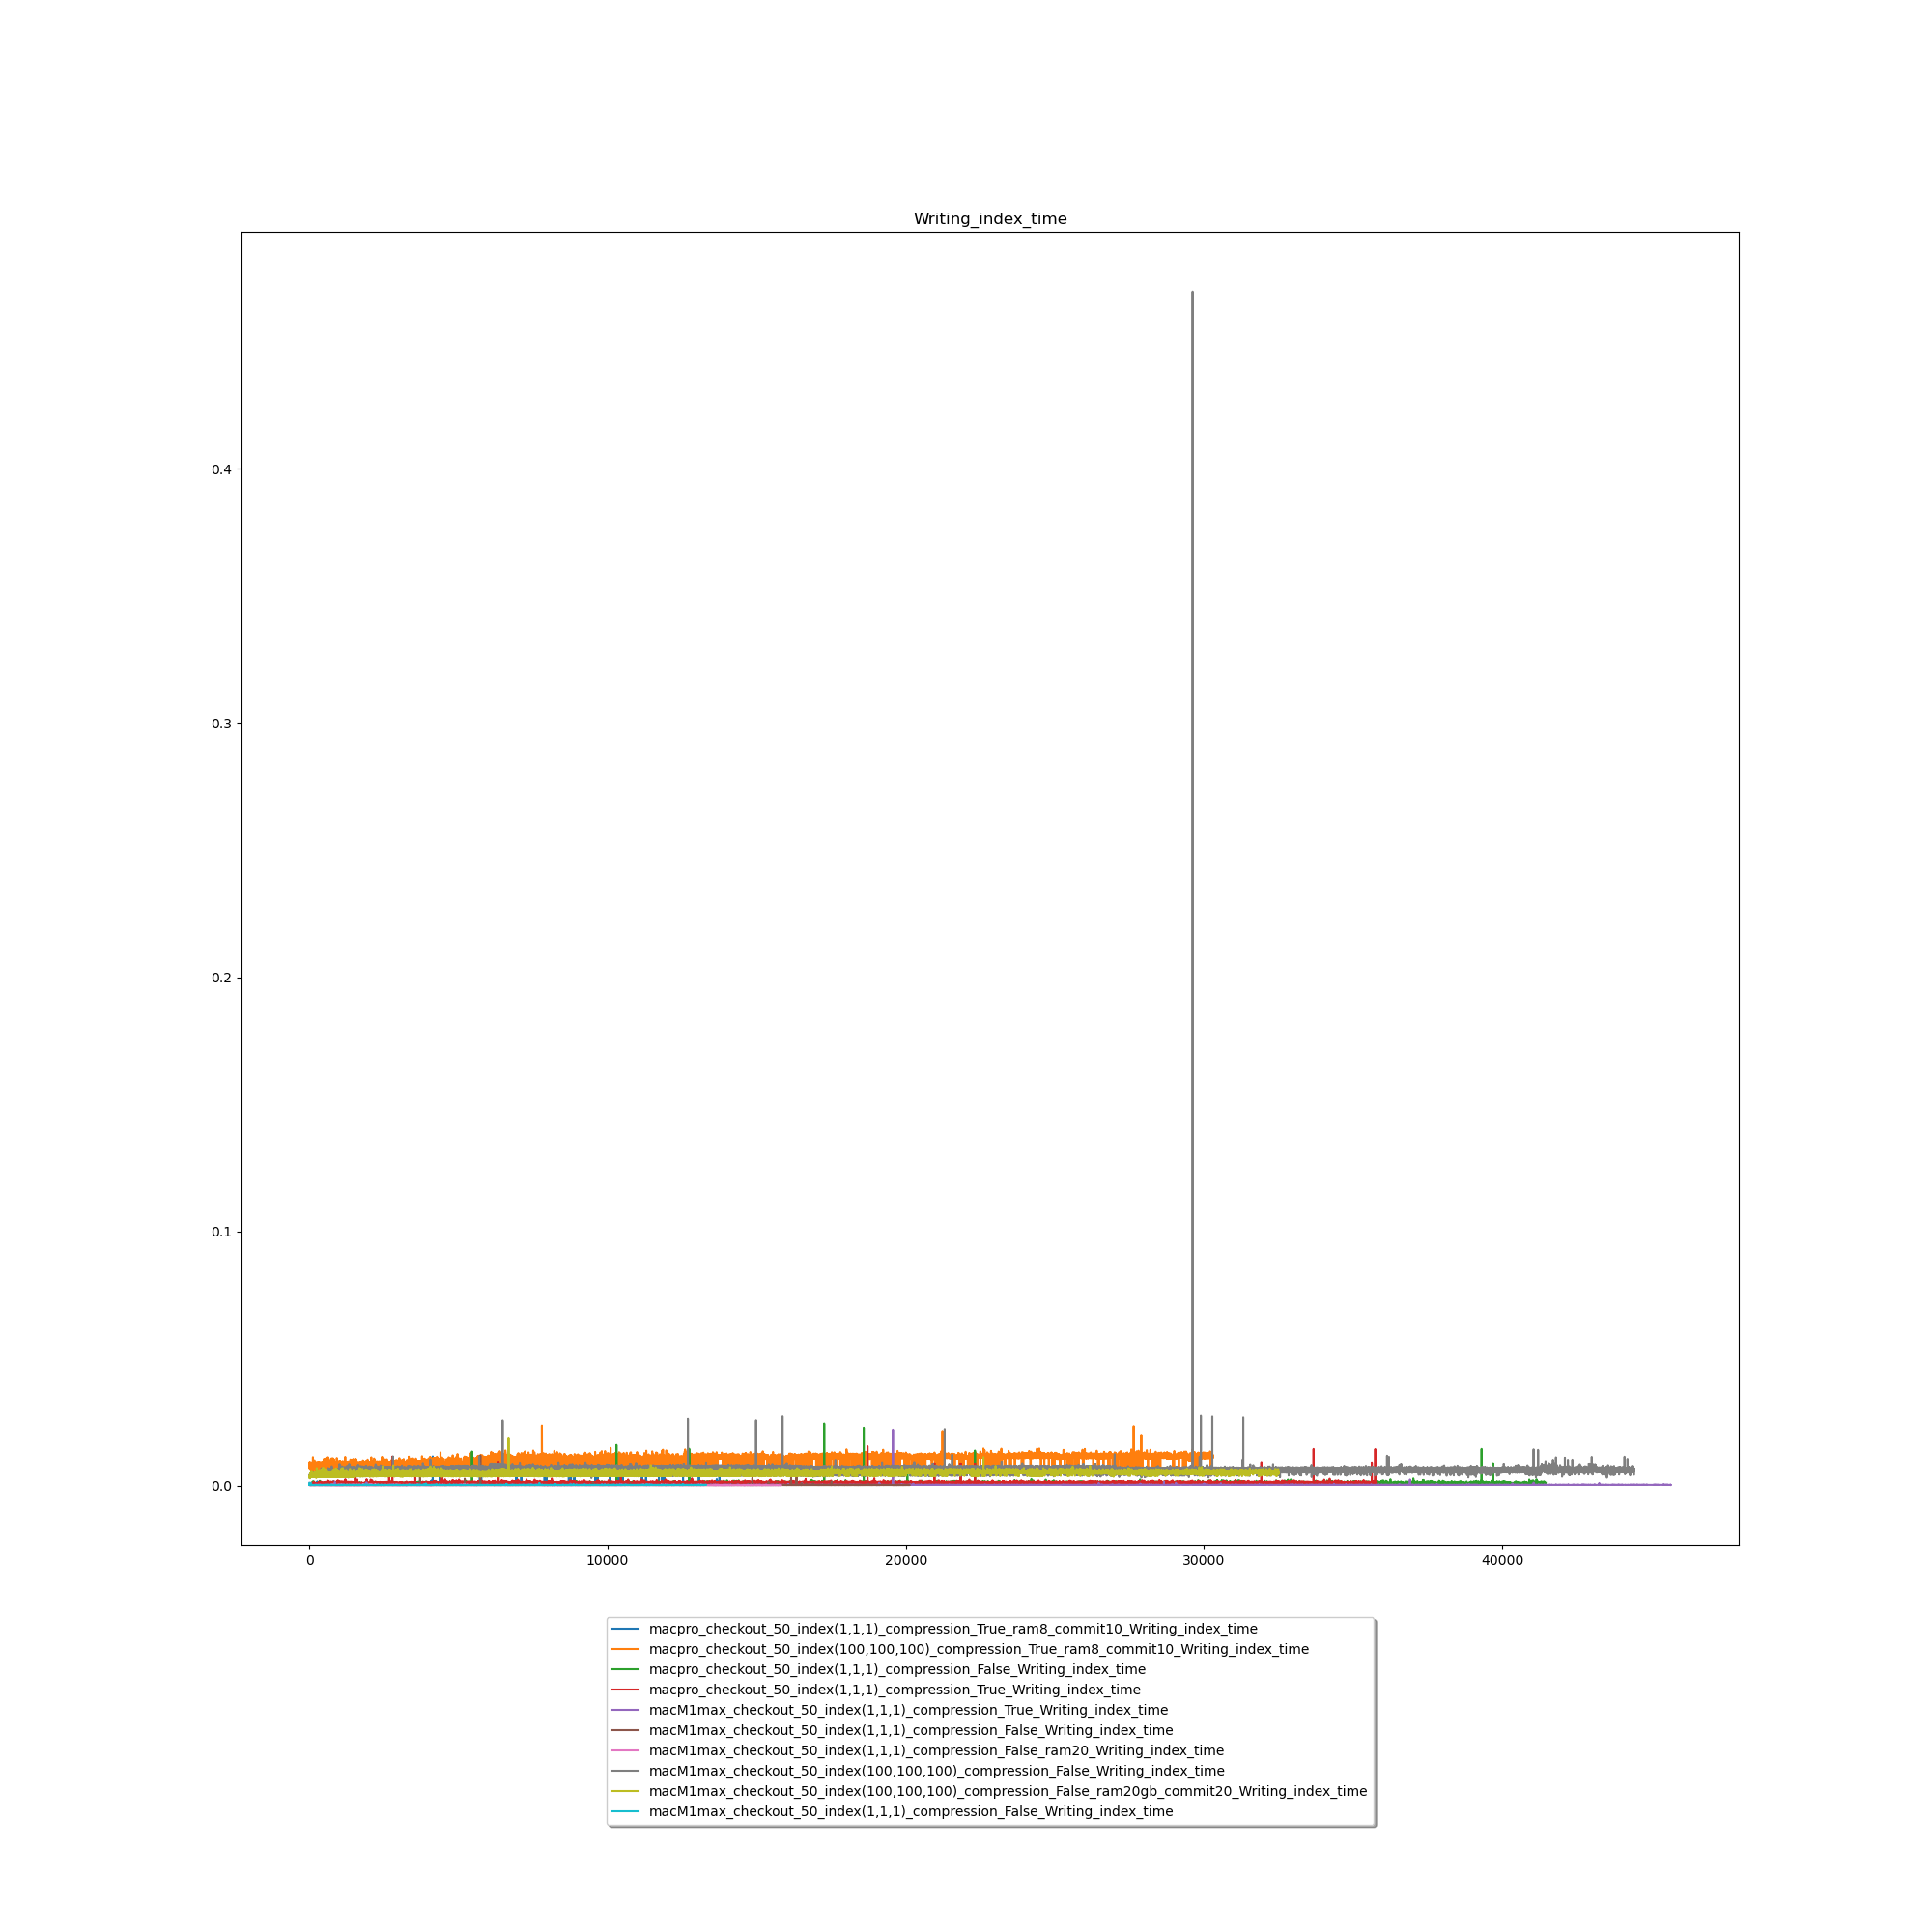 Writing_index_time
0.4
0.3
0.2
0.1
0.0
0 10000 20000 30000 40000
macpro_checkout_50_index(1,1,1)_compression_True_ram8_commit10_Writing_index_time
macpro_checkout_50_index(100,100,100)_compression_True_ram8_commit10_Writing_index_time
macpro_checkout_50_index(1,1,1)_compression_False_Writing_index_time
macpro_checkout_50_index(1,1,1)_compression_True_Writing_index_time
macM1max_checkout_50_index(1,1,1)_compression_True_Writing_index_time
macM1max_checkout_50_index(1,1,1)_compression_False_Writing_index_time
macM1max_checkout_50_index(1,1,1)_compression_False_ram20_Writing_index_time
macM1max_checkout_50_index(100,100,100)_compression_False_Writing_index_time
macM1max_checkout_50_index(100,100,100)_compression_False_ram20gb_commit20_Writing_index_time
macM1max_checkout_50_index(1,1,1)_compression_False_Writing_index_time